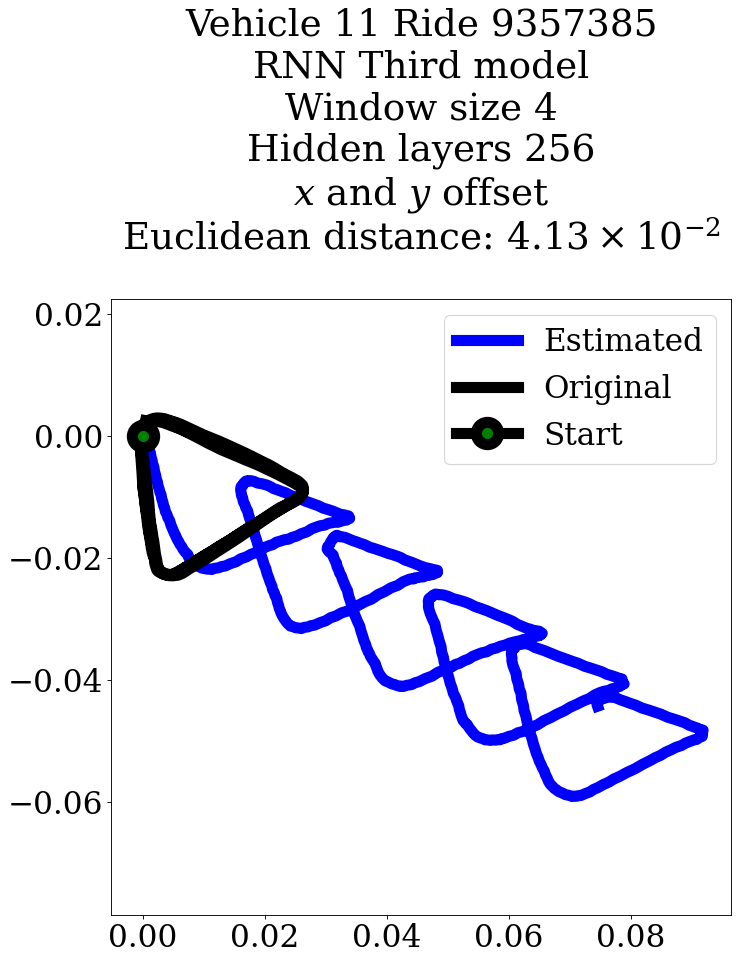 Vehicle 11 Ride 9357385
RNN Third model
Window size 4
Hidden layers 256
x and y offset
Euclidean distance: 4.13 × 10⁻²
Estimated
Original
Start
0.02
0.00
−0.02
−0.04
−0.06
0.00 0.02 0.04 0.06 0.08